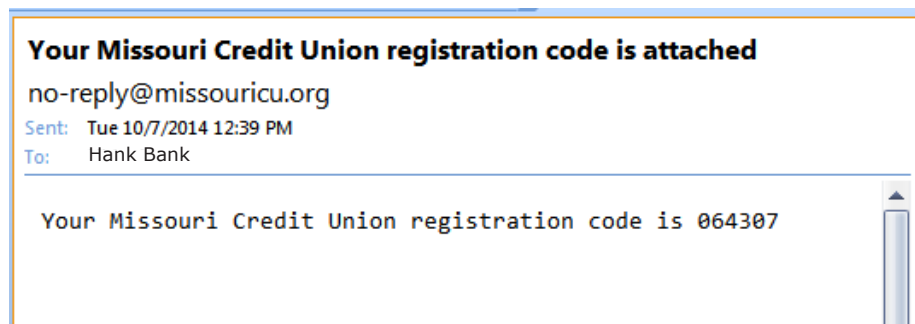 Your Missouri Credit Union registration code is attached
no-reply@missouricu.org
Sent: Tue 10/7/2014 12:39 PM
To: Hank Bank
Your Missouri Credit Union registration code is 064307